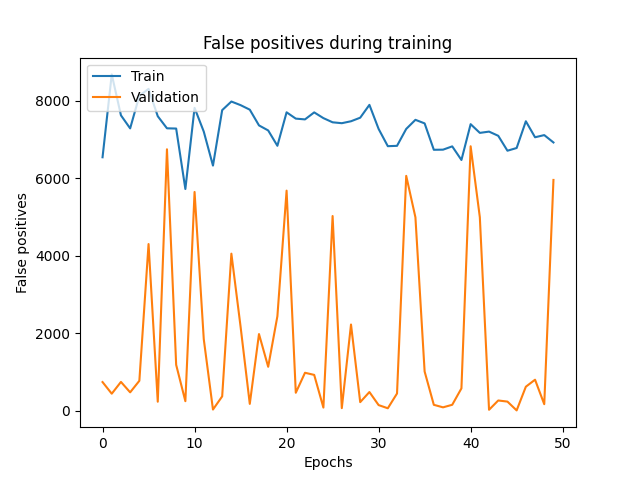 False positives during training
Train
Validation
False positives
8000
6000
4000
2000
0
0 10 20 30 40 50
Epochs